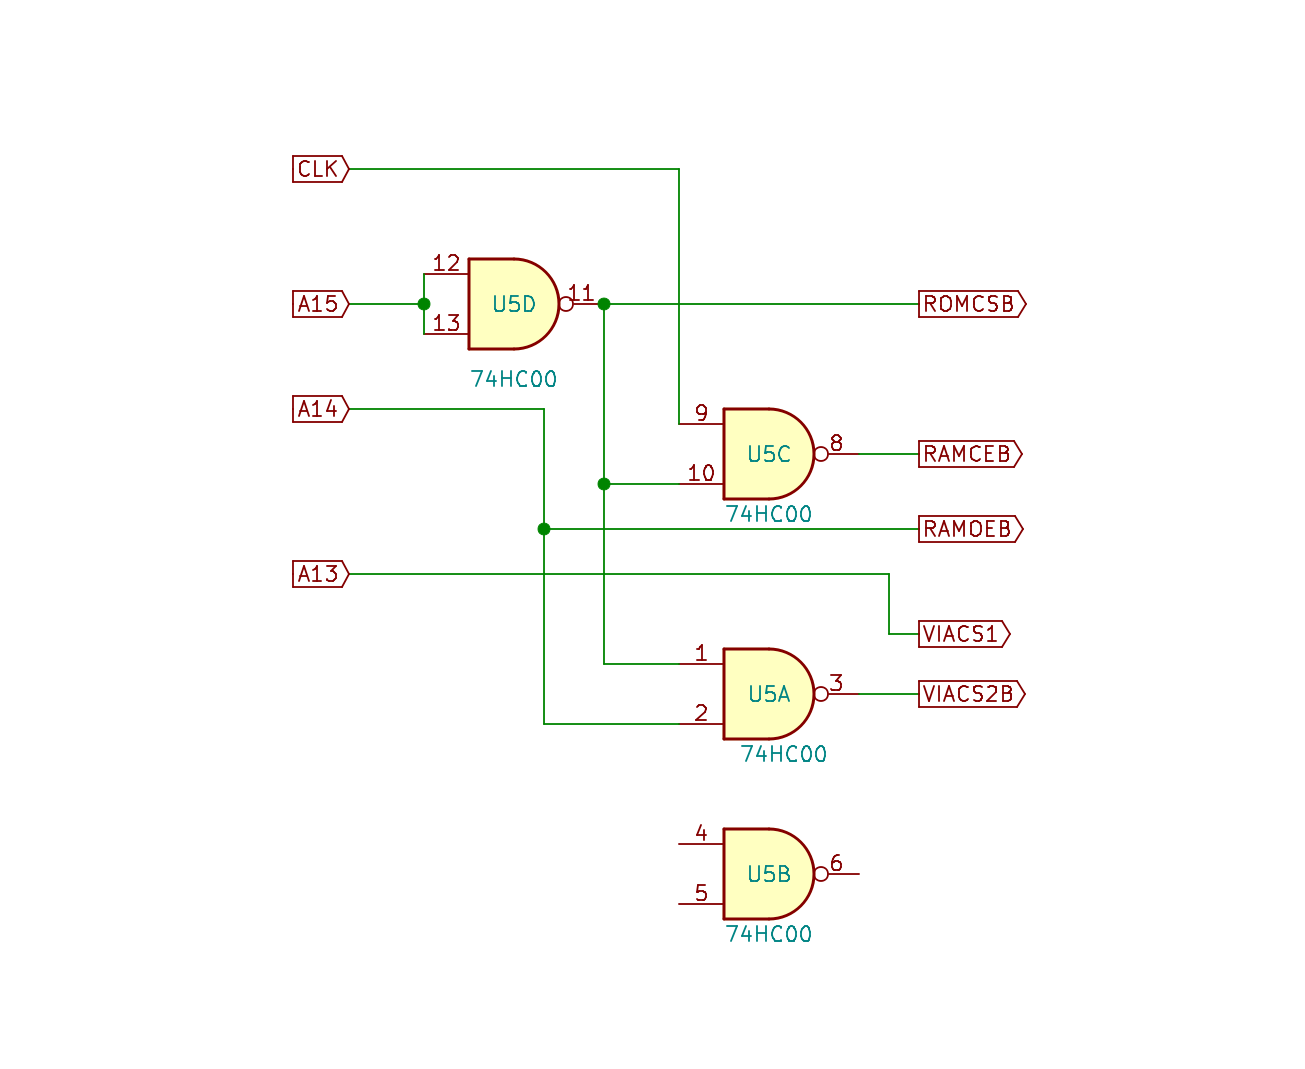 CLK
12
11
A15
U5D
ROMCSB
13
74HC00
A14
9
8
U5C
RAMCEB
10
74HC00
RAMOEB
A13
VIACS1
1
3
U5A
VIACS2B
2
74HC00
4
6
U5B
5
74HC00